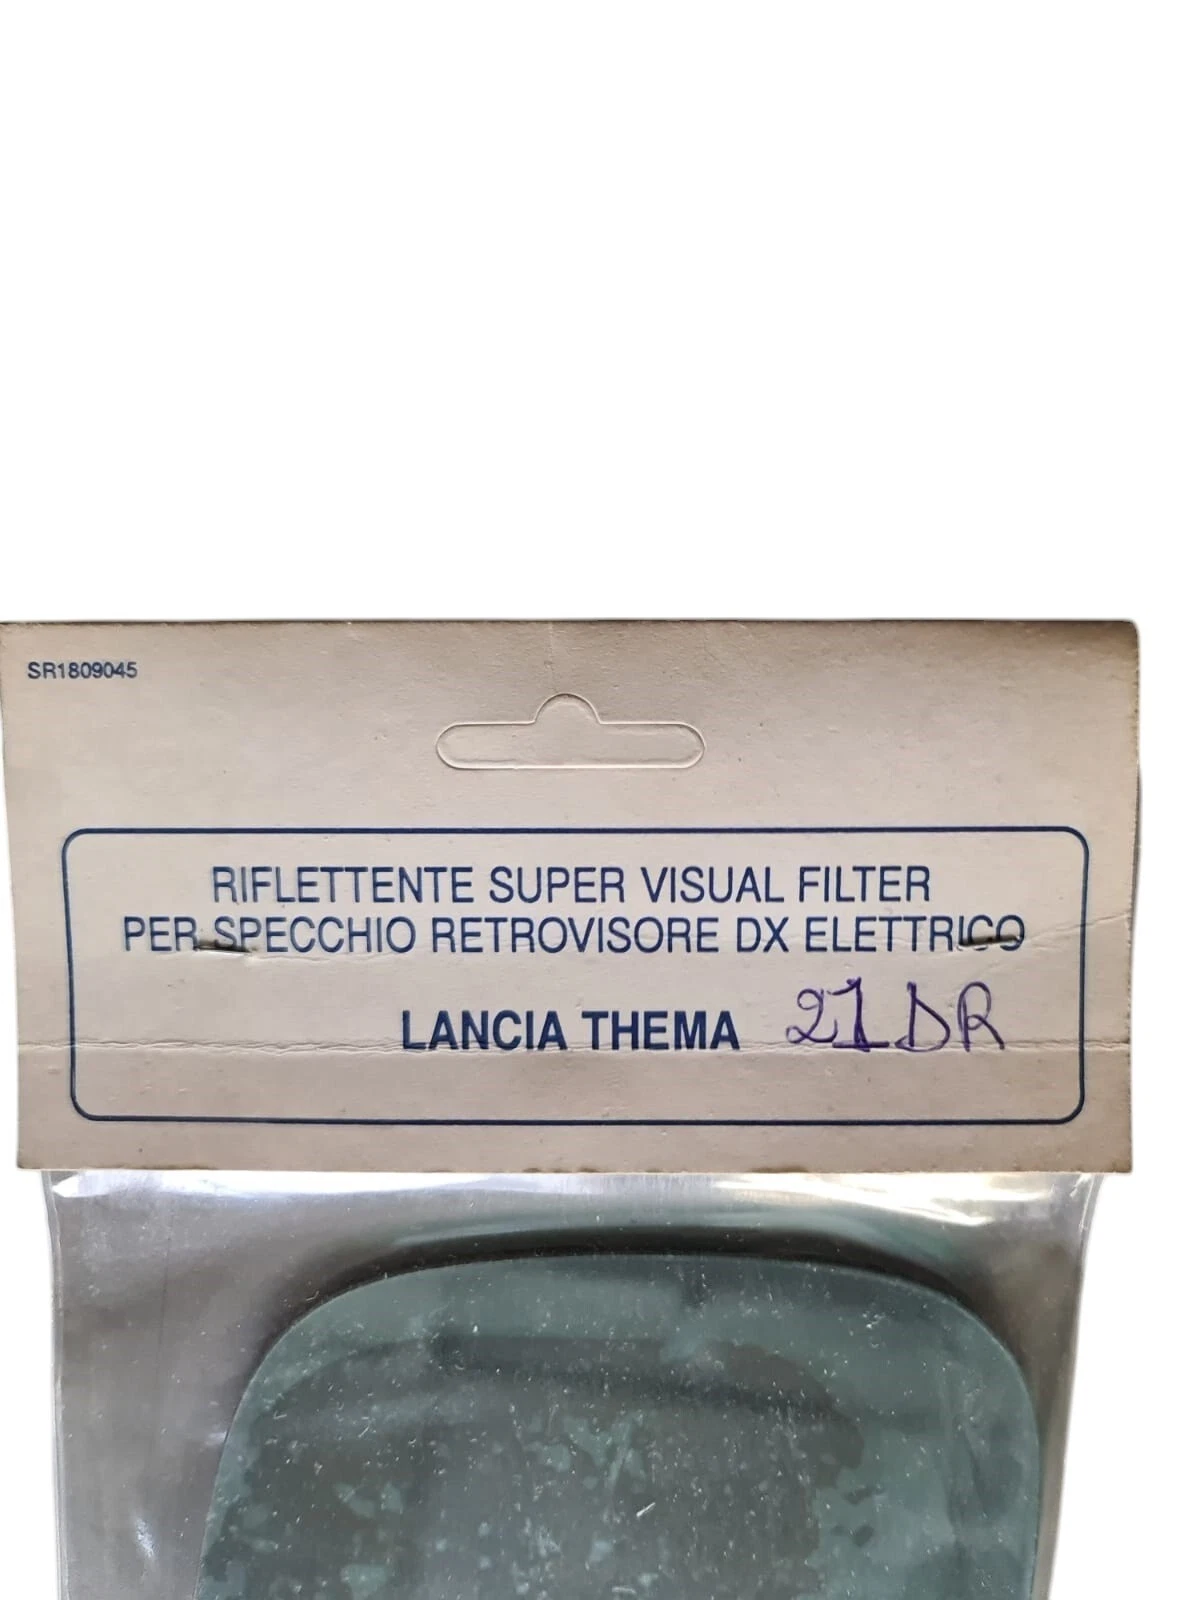 SR1809045
RIFLETTENTE SUPER VISUAL FILTER
PER SPECCHIO RETROVISORE DX ELETTRICO
LANCIA THEMA 21DR